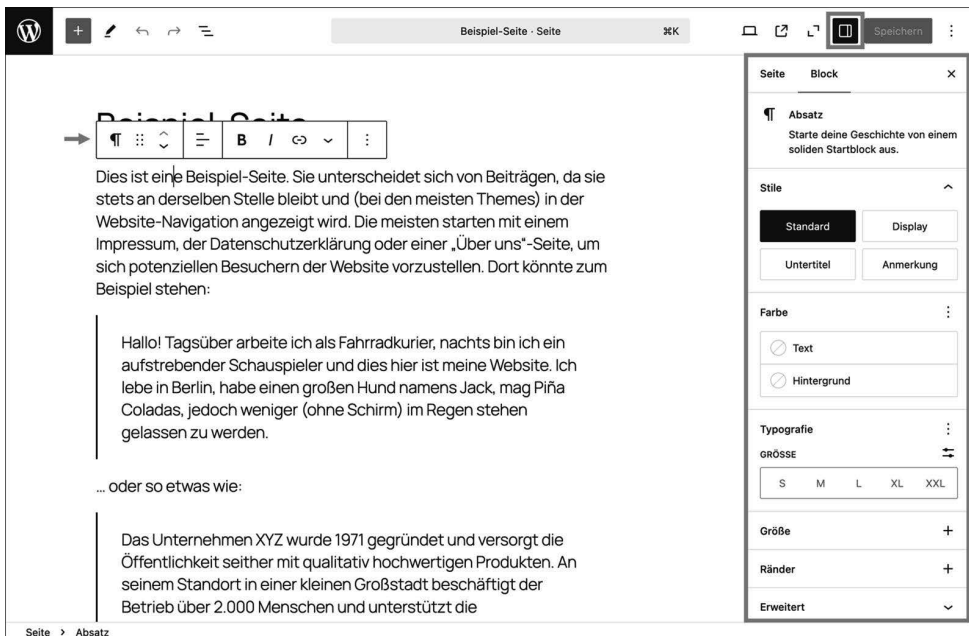 Beispiel-Seite · Seite ⌘K
Speichern
Beispiel-Seite
B I
Dies ist eine Beispiel-Seite. Sie unterscheidet sich von Beiträgen, da sie
stets an derselben Stelle bleibt und (bei den meisten Themes) in der
Website-Navigation angezeigt wird. Die meisten starten mit einem
Impressum, der Datenschutzerklärung oder einer „Über uns“-Seite, um
sich potenziellen Besuchern der Website vorzustellen. Dort könnte zum
Beispiel stehen:
Hallo! Tagsüber arbeite ich als Fahrradkurier, nachts bin ich ein
aufstrebender Schauspieler und dies hier ist meine Website. Ich
lebe in Berlin, habe einen großen Hund namens Jack, mag Piña
Coladas, jedoch weniger (ohne Schirm) im Regen stehen
gelassen zu werden.
… oder so etwas wie:
Das Unternehmen XYZ wurde 1971 gegründet und versorgt die
Öffentlichkeit seither mit qualitativ hochwertigen Produkten. An
seinem Standort in einer kleinen Großstadt beschäftigt der
Betrieb über 2.000 Menschen und unterstützt die
Seite Block
Absatz
Starte deine Geschichte von einem
soliden Startblock aus.
Stile
Standard Display
Untertitel Anmerkung
Farbe
Text
Hintergrund
Typografie
GRÖSSE
S M L XL XXL
Größe
Ränder
Erweitert
Seite > Absatz